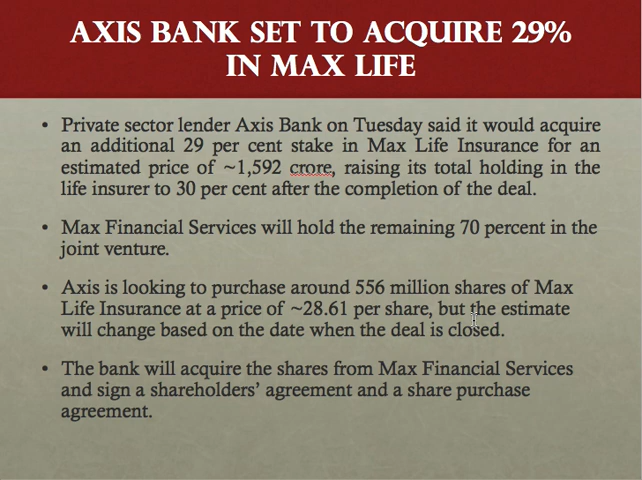 AXIS BANK SET TO ACQUIRE 29%
IN MAX LIFE
• Private sector lender Axis Bank on Tuesday said it would acquire
an additional 29 per cent stake in Max Life Insurance for an
estimated price of ~1,592 crore, raising its total holding in the
life insurer to 30 per cent after the completion of the deal.
• Max Financial Services will hold the remaining 70 percent in the
joint venture.
• Axis is looking to purchase around 556 million shares of Max
Life Insurance at a price of ~28.61 per share, but the estimate
will change based on the date when the deal is closed.
• The bank will acquire the shares from Max Financial Services
and sign a shareholders’ agreement and a share purchase
agreement.